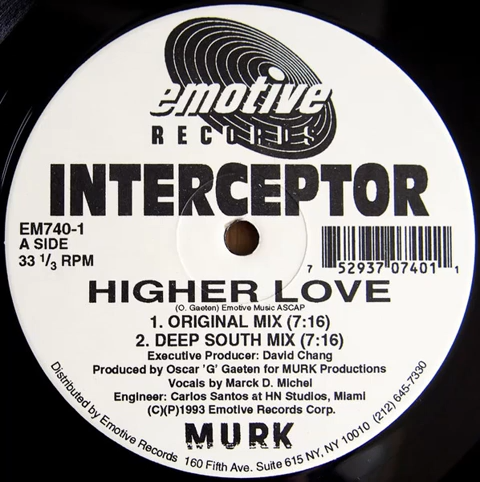 emotive
RECORDS
INTERCEPTOR
EM740-1
A SIDE
33 1/3 RPM
7 52937 07401 1
HIGHER LOVE
(O. Gaeten) Emotive Music ASCAP
1. ORIGINAL MIX (7:16)
2. DEEP SOUTH MIX (7:16)
Executive Producer: David Chang
Produced by Oscar 'G' Gaeten for MURK Productions
Vocals by Marck D. Michel
Engineer: Carlos Santos at HN Studios, Miami
(C)(P)1993 Emotive Records Corp.
MURK
Distributed by Emotive Records 160 Fifth Ave. Suite 615 NY, NY 10010 (212) 645-7330